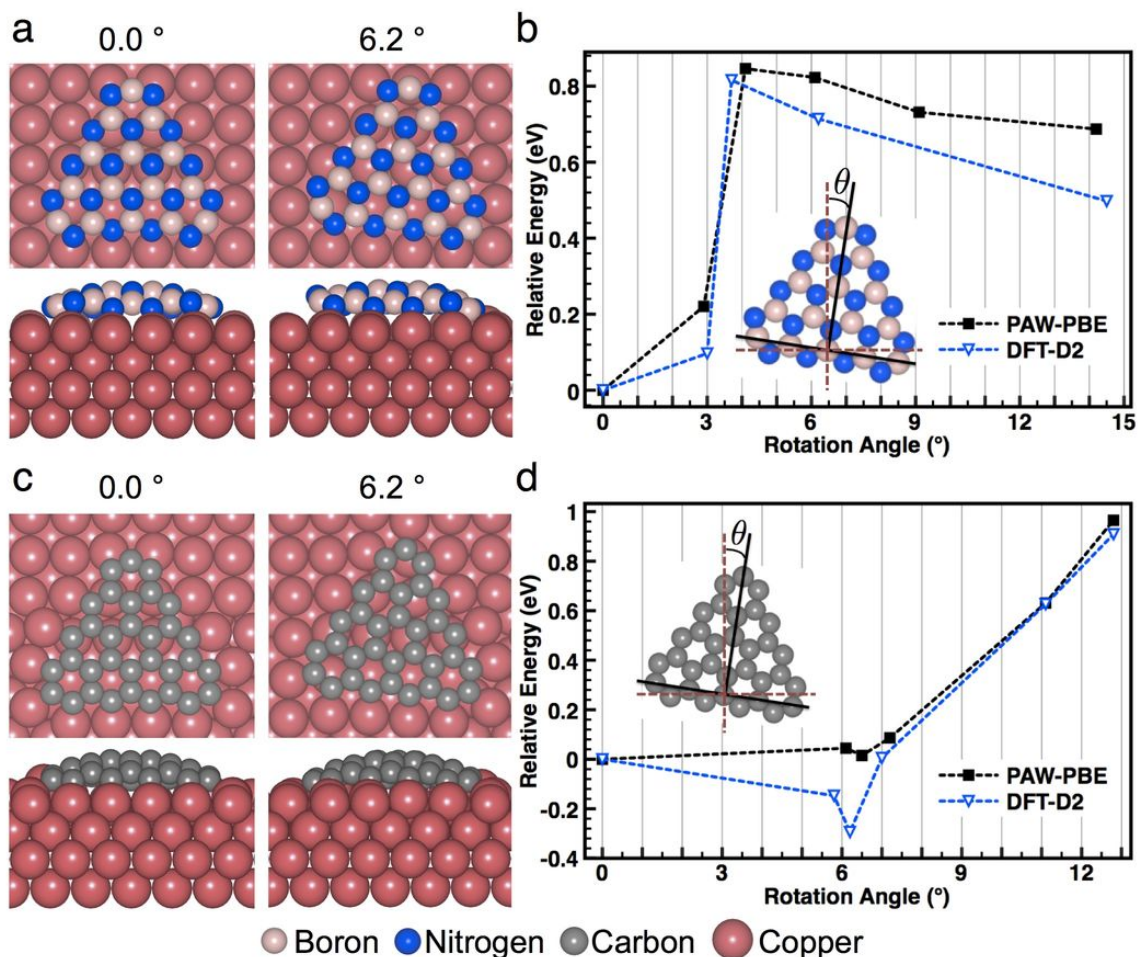 a
0.0 °
6.2 °
b
Relative Energy (eV)
0.8
0.6
0.4
0.2
0
θ
PAW-PBE
DFT-D2
0
3
6
9
12
15
Rotation Angle (°)
c
0.0 °
6.2 °
d
Relative Energy (eV)
1
0.8
0.6
0.4
0.2
0
-0.2
-0.4
θ
PAW-PBE
DFT-D2
0
3
6
9
12
Rotation Angle (°)
Boron
Nitrogen
Carbon
Copper